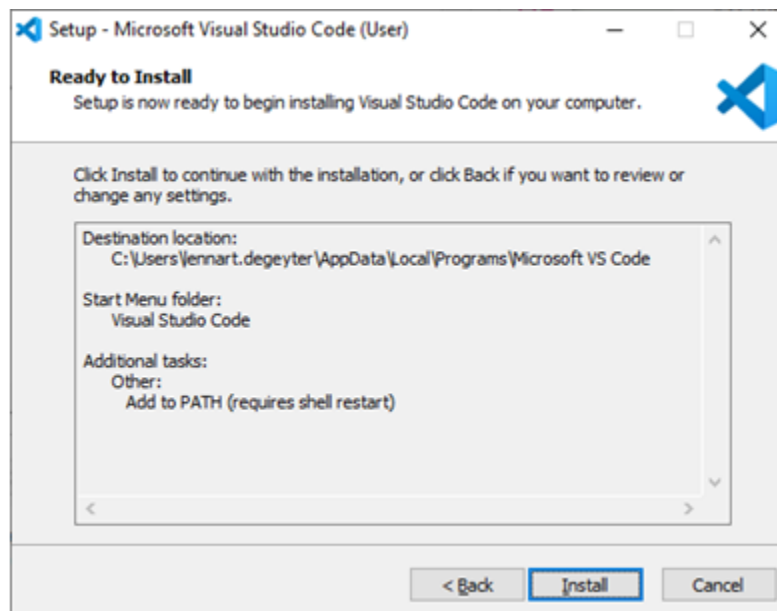 Setup - Microsoft Visual Studio Code (User)
Ready to Install
Setup is now ready to begin installing Visual Studio Code on your computer.
Click Install to continue with the installation, or click Back if you want to review or
change any settings.
Destination location:
C:\Users\lennart.degeyter\AppData\Local\Programs\Microsoft VS Code
Start Menu folder:
Visual Studio Code
Additional tasks:
Other:
Add to PATH (requires shell restart)
< Back
Install
Cancel